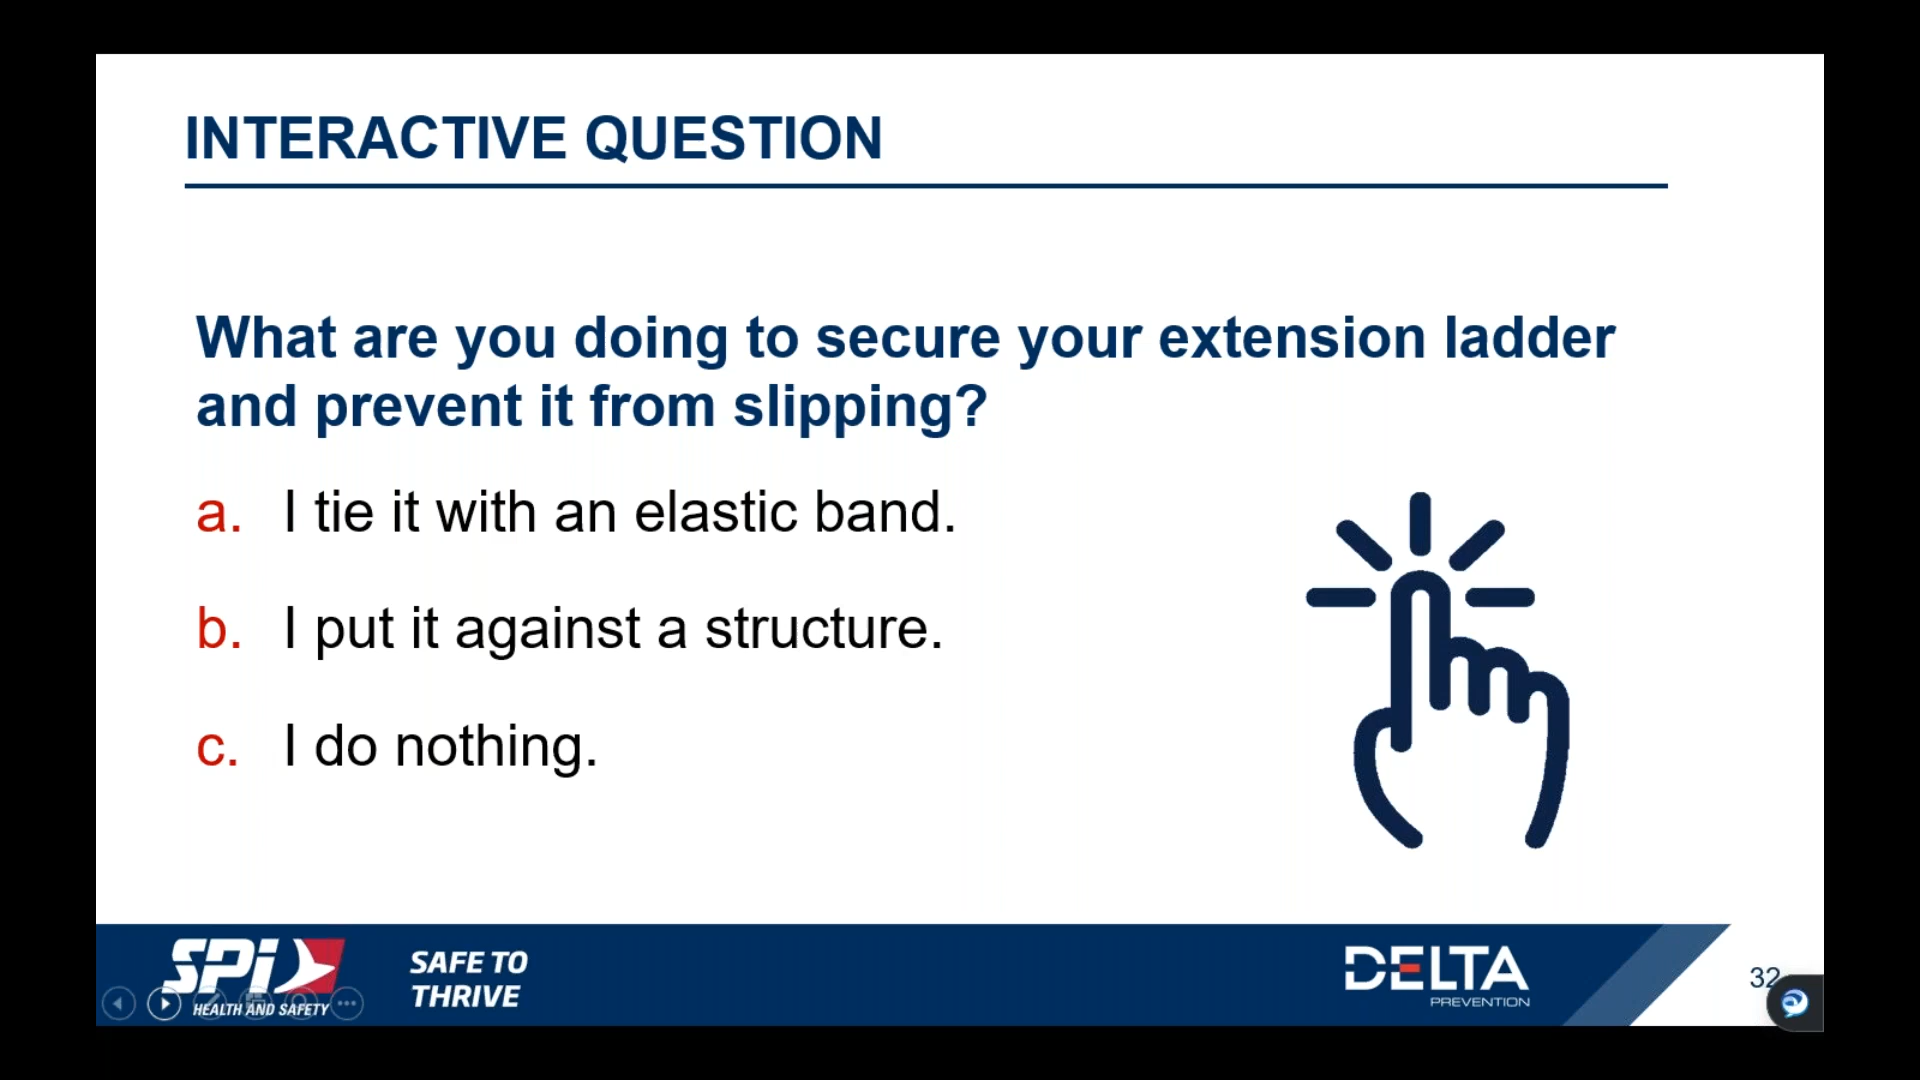 INTERACTIVE QUESTION
What are you doing to secure your extension ladder
and prevent it from slipping?
a. I tie it with an elastic band.
b. I put it against a structure.
c. I do nothing.
SPI
HEALTH AND SAFETY
SAFE TO
THRIVE
DELTA
PREVENTION
32